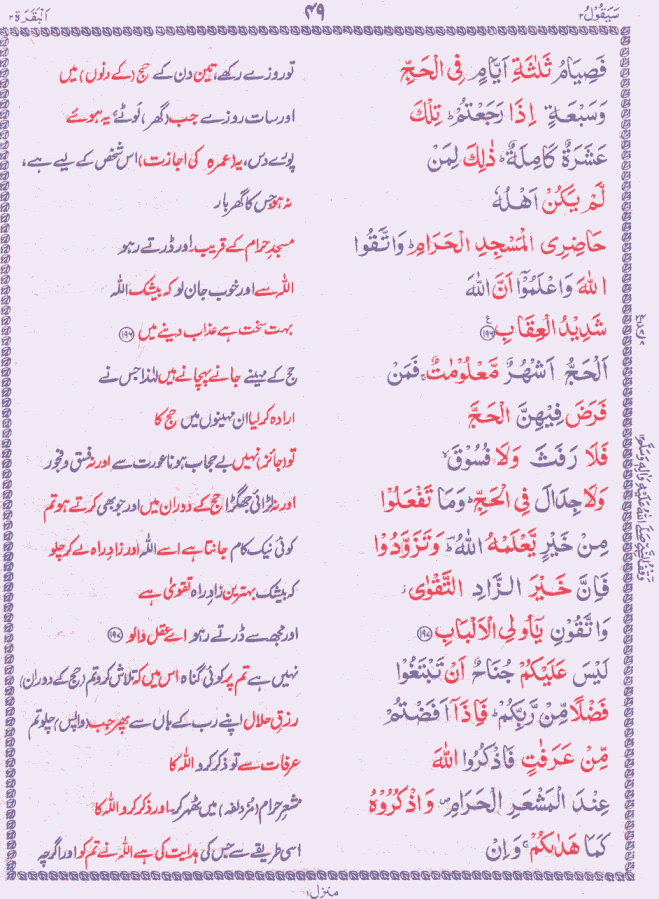 سَيَقُوْلُ ٢ ٤٩ اَلْبَقَرَة ٢
فَصِيَامُ ثَلٰثَةِ اَيَّامٍ فِى الْحَجِّ
تو روزے رکھے، تین دن کے حج (کے دنوں) میں
وَسَبْعَةٍ اِذَا رَجَعْتُمْؕ تِلْكَ
اور سات روزے جب (گھر) لَوٹے یہ ہوئے
عَشَرَةٌ كَامِلَةٌؕ ذٰلِكَ لِمَنْ
پورے دس، یہ (عمرہ کی اجازت) اس شخص کے لیے ہے،
لَّمْ يَكُنْ اَهْلُهٗ
نہ ہو جس کا گھر بار
حَاضِرِى الْمَسْجِدِ الْحَرَامِؕ وَاتَّقُوا
مسجدِ حرام کے قریب۔ اور ڈرتے رہو
اللهَ وَاعْلَمُوْۤا اَنَّ اللهَ
اللہ سے اور خوب جان لو کہ بیشک اللہ
شَدِيْدُ الْعِقَابِ ﴿١٩٦﴾ ع
بہت سخت ہے عذاب دینے میں ﴿١٩٦﴾
اَلْحَجُّ اَشْهُرٌ مَّعْلُوْمٰتٌۚ فَمَنْ
حج کے مہینے جانے پہچانے ہیں لہٰذا جس نے
فَرَضَ فِيْهِنَّ الْحَجَّ
ارادہ کر لیا ان مہینوں میں حج کا
فَلَا رَفَثَ وَلَا فُسُوْقَ ۙ
تو (جائز) نہیں بے حجاب ہونا عورت سے اور نہ فسق و فجور
وَلَا جِدَالَ فِى الْحَجِّؕ وَمَا تَفْعَلُوْا
اور نہ لڑائی جھگڑا حج کے دوران میں اور جو بھی کرتے ہو تم
مِنْ خَيْرٍ يَّعْلَمْهُ اللهُؕ وَتَزَوَّدُوْا
کوئی نیک کام جانتا ہے اسے اللہ اور زادِ راہ لے کر چلو
فَاِنَّ خَيْرَ الزَّادِ التَّقْوٰى ؗ
کہ بیشک بہترین زادِ راہ تقویٰ ہے
وَاتَّقُوْنِ يٰۤاُولِى الْاَلْبَابِ ﴿١٩٧﴾
اور مجھ سے ڈرتے رہو اے عقل والو ﴿١٩٧﴾
لَيْسَ عَلَيْكُمْ جُنَاحٌ اَنْ تَبْتَغُوْا
نہیں ہے تم پر کوئی گناہ اس میں کہ تلاش کرو تم (حج کے دوران)
فَضْلًا مِّنْ رَّبِّكُمْؕ فَاِذَاۤ اَفَضْتُمْ
رزقِ حلال اپنے رب کے ہاں سے پھر جب (واپس) چلو تم
مِّنْ عَرَفٰتٍ فَاذْكُرُوا اللهَ
عرفات سے تو ذکر کرو اللہ کا
عِنْدَ الْمَشْعَرِ الْحَرَامِ ۪ وَاذْكُرُوْهُ
مشعرِ حرام (مزدلفہ) میں ٹھہر کر۔ اور ذکر کرو اللہ کا
كَمَا هَدٰىكُمْۚ وَاِنْ
اسی طریقے سے جس کی ہدایت کی ہے اللہ نے تم کو اور اگرچہ
منزل ١